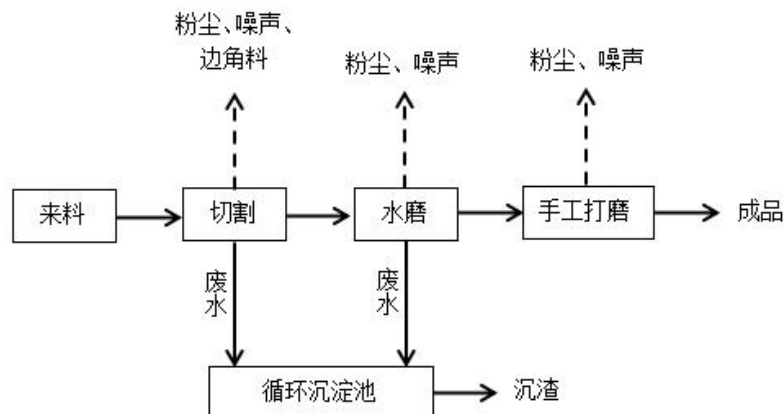 粉尘、噪声、
边角料
粉尘、噪声
粉尘、噪声
来料
切割
水磨
手工打磨
成品
废
水
废
水
循环沉淀池
沉渣